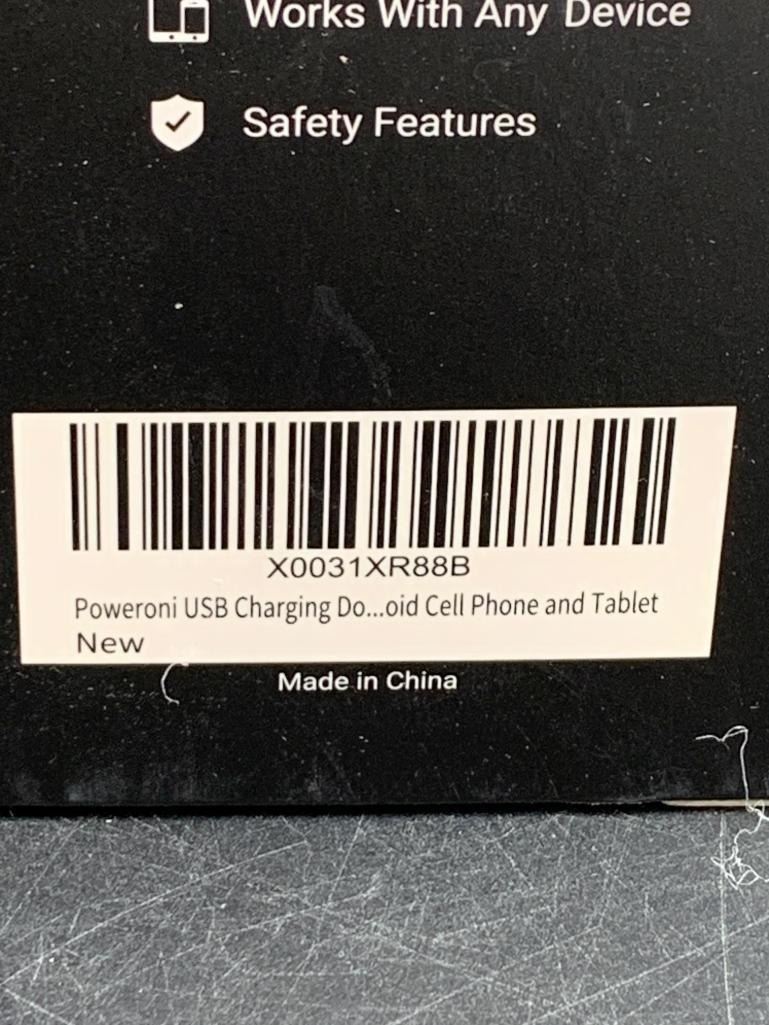 Works With Any Device
Safety Features
X0031XR88B
Poweroni USB Charging Do...oid Cell Phone and Tablet
New
Made in China